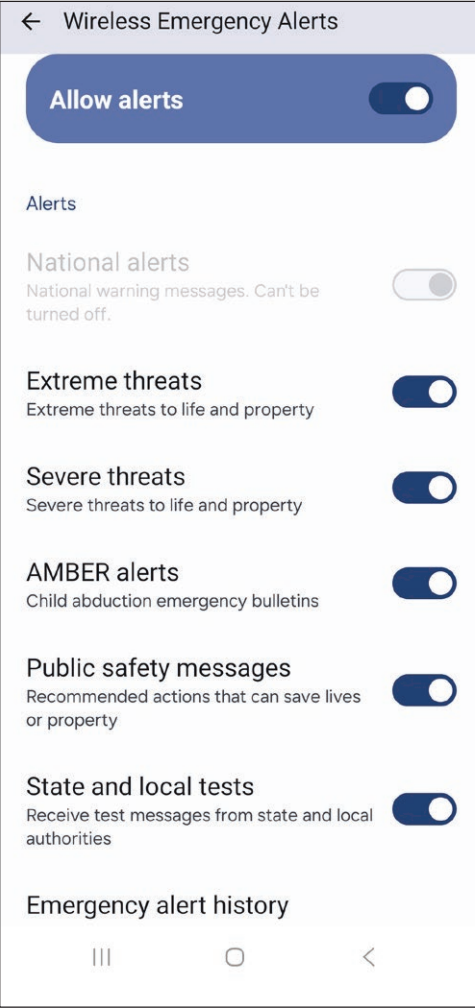 Wireless Emergency Alerts
Allow alerts
Alerts
National alerts
National warning messages. Can't be
turned off.
Extreme threats
Extreme threats to life and property
Severe threats
Severe threats to life and property
AMBER alerts
Child abduction emergency bulletins
Public safety messages
Recommended actions that can save lives
or property
State and local tests
Receive test messages from state and local
authorities
Emergency alert history